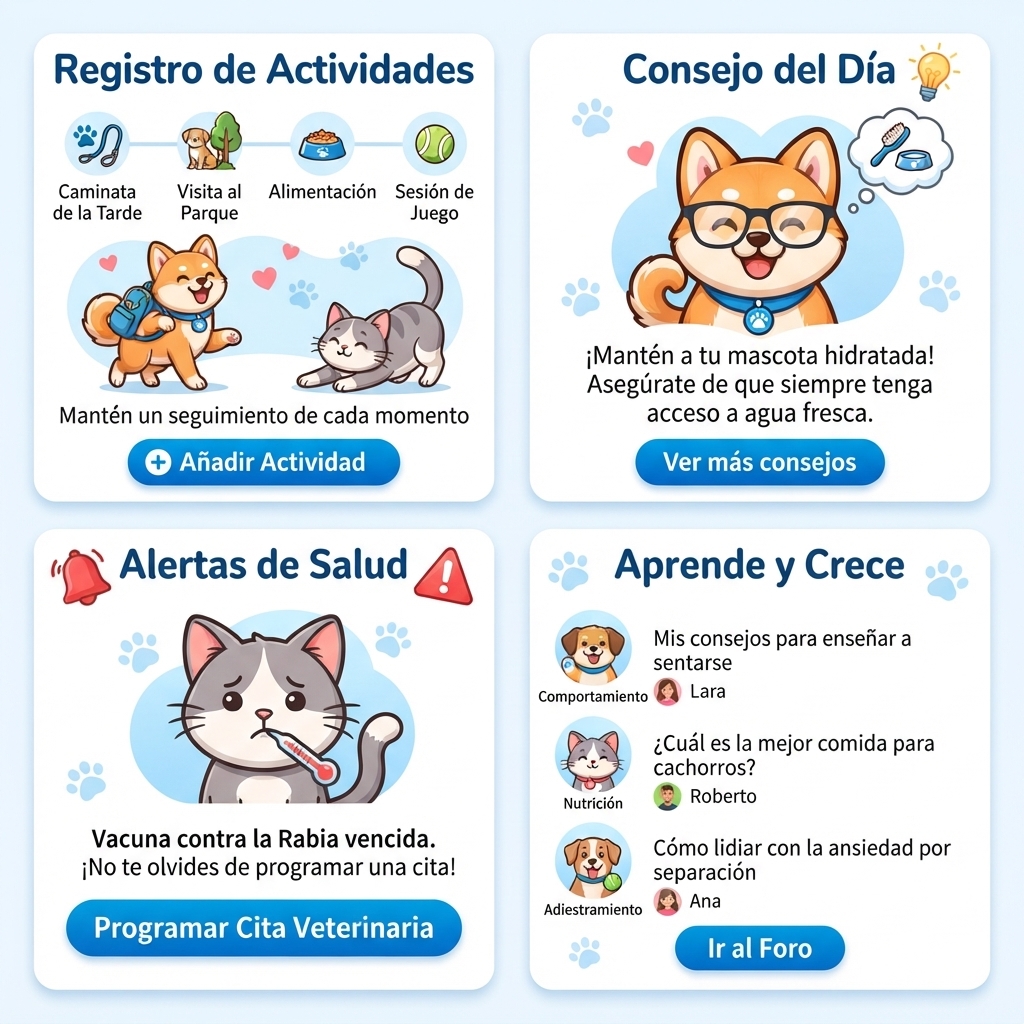 Registro de Actividades
Caminata
de la Tarde
Visita al
Parque
Alimentación
Sesión de
Juego
Mantén un seguimiento de cada momento
Añadir Actividad
Consejo del Día
¡Mantén a tu mascota hidratada!
Asegúrate de que siempre tenga
acceso a agua fresca.
Ver más consejos
Alertas de Salud
Vacuna contra la Rabia vencida.
¡No te olvides de programar una cita!
Programar Cita Veterinaria
Aprende y Crece
Comportamiento
Mis consejos para enseñar a
sentarse
Lara
Nutrición
¿Cuál es la mejor comida para
cachorros?
Roberto
Adiestramiento
Cómo lidiar con la ansiedad por
separación
Ana
Ir al Foro